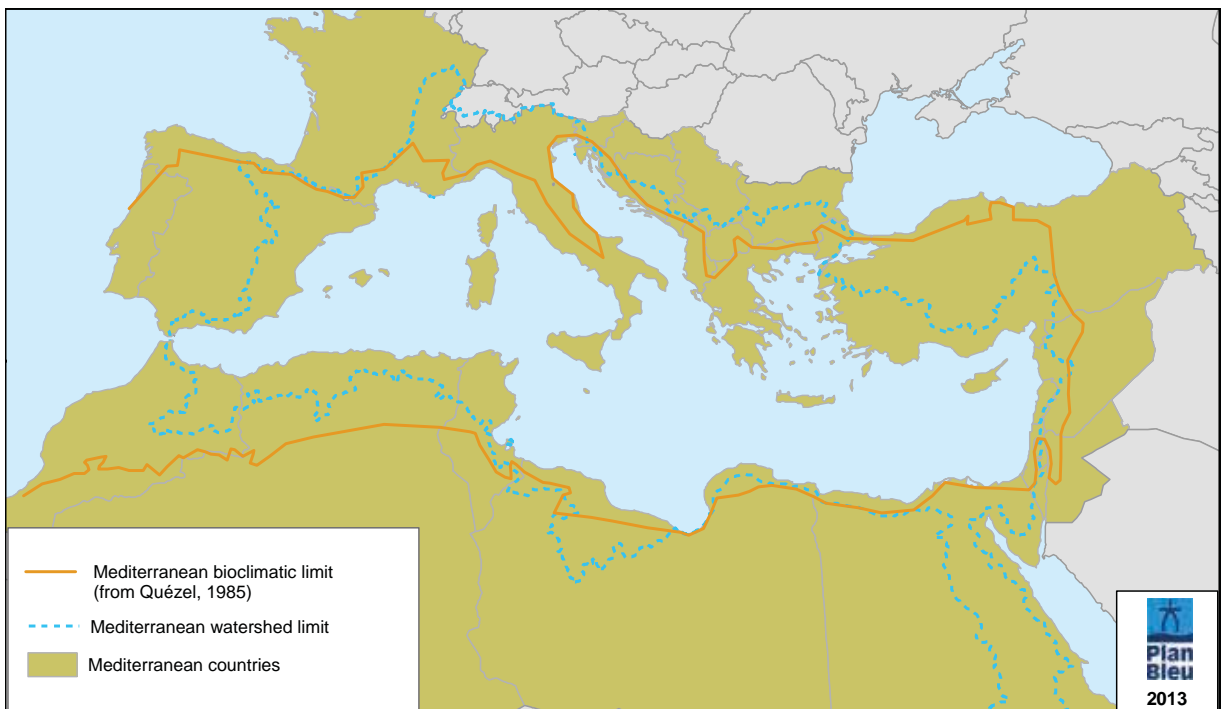 Mediterranean bioclimatic limit
(from Quézel, 1985)
Mediterranean watershed limit
Mediterranean countries
Plan
Bleu
2013